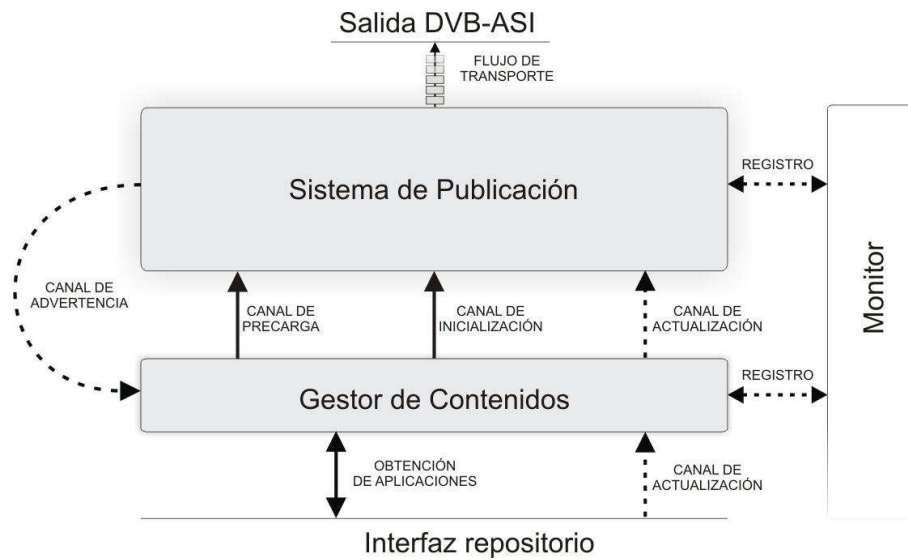 Salida DVB-ASI
FLUJO DE
TRANSPORTE
Sistema de Publicación
REGISTRO
Monitor
CANAL DE
ADVERTENCIA
CANAL DE
PRECARGA
CANAL DE
INICIALIZACIÓN
CANAL DE
ACTUALIZACIÓN
REGISTRO
Gestor de Contenidos
OBTENCIÓN
DE APLICACIONES
CANAL DE
ACTUALIZACIÓN
Interfaz repositorio